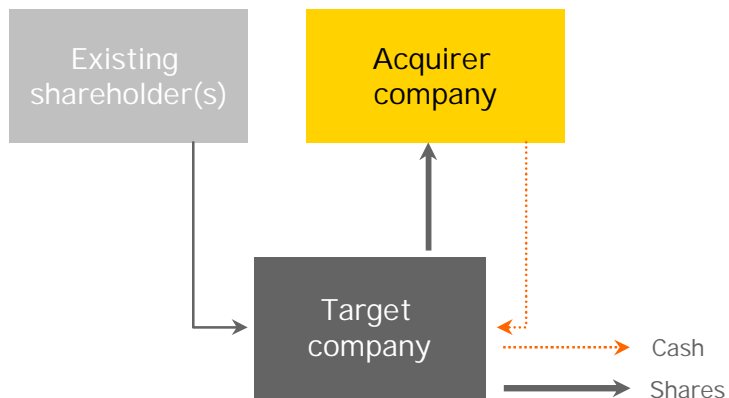 Existing
shareholder(s)
Acquirer
company
Target
company
Cash
Shares